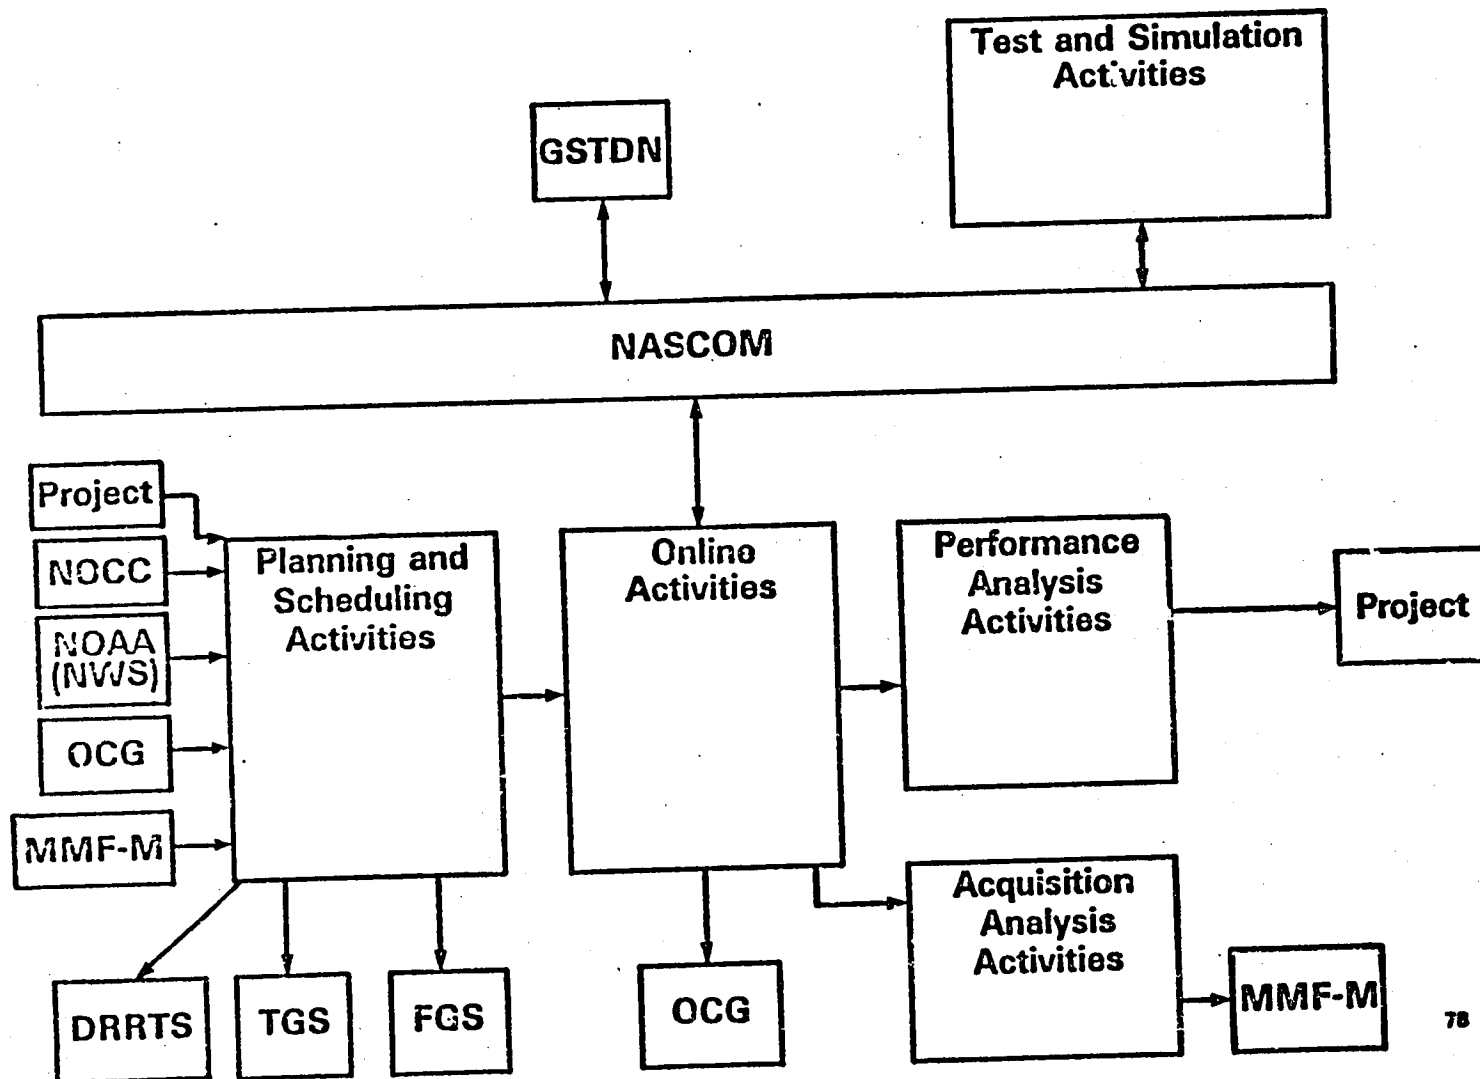 Test and Simulation
Activities
GSTDN
NASCOM
Project
NOCC
NOAA
(NWS)
OCG
MMF-M
Planning and
Scheduling
Activities
Online
Activities
Performance
Analysis
Activities
Project
Acquisition
Analysis
Activities
MMF-M
DRRTS
TGS
FGS
OCG
78